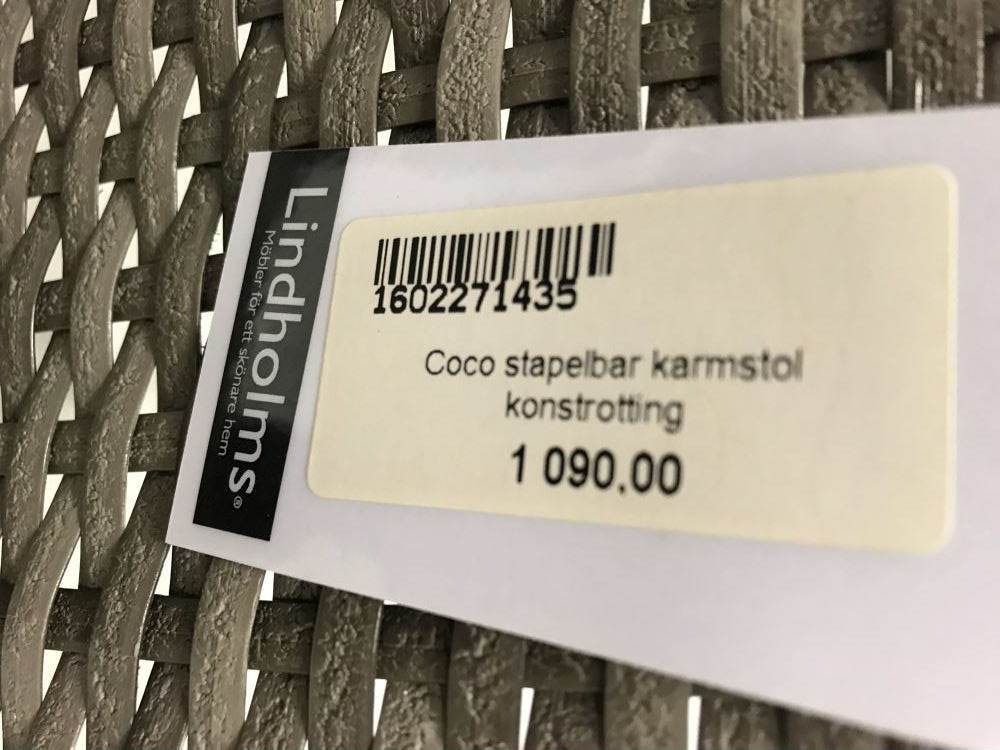 Lindholms®
Möbler för ett skönare hem
1602271435
Coco stapelbar karmstol
konstrotting
1 090.00